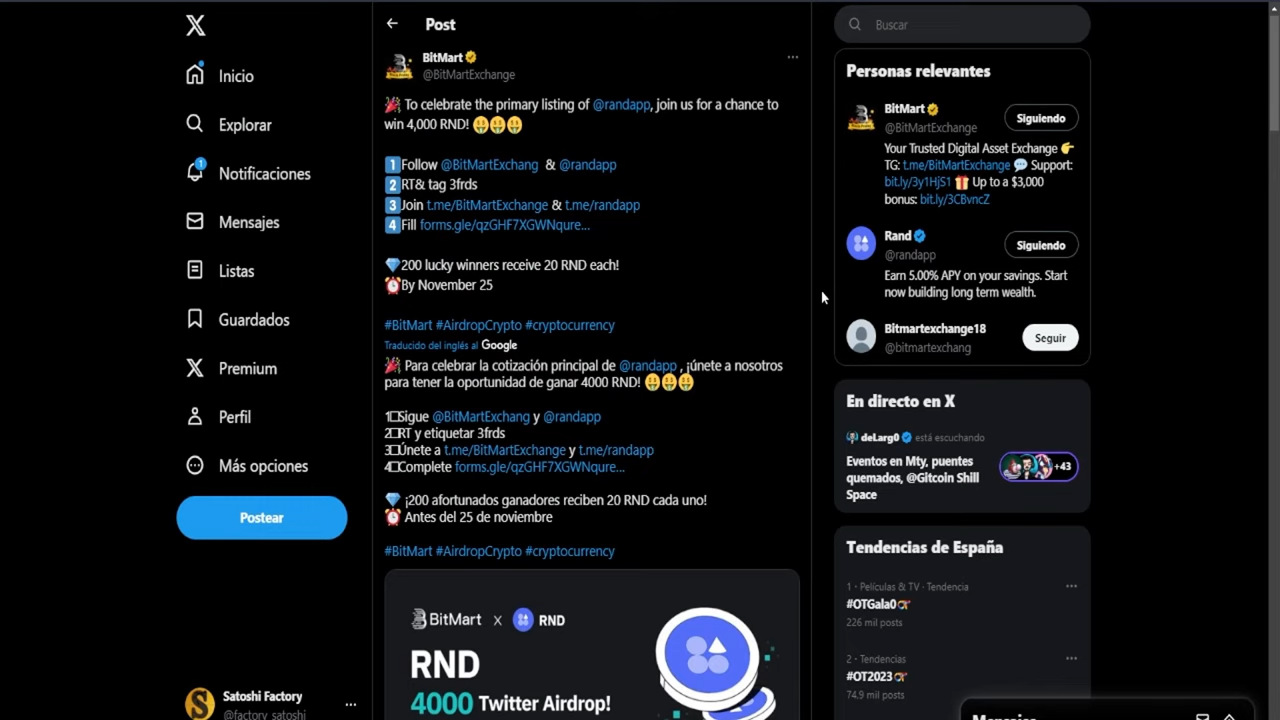 Inicio
Explorar
1
Notificaciones
Mensajes
Listas
Guardados
Premium
Perfil
Más opciones
Postear
Satoshi Factory
@factory_satoshi
Post
BitMart
@BitMartExchange
🎉 To celebrate the primary listing of @randapp, join us for a chance to
win 4,000 RND! 🤑🤑🤑
1️⃣Follow @BitMartExchang & @randapp
2️⃣RT& tag 3frds
3️⃣Join t.me/BitMartExchange & t.me/randapp
4️⃣Fill forms.gle/qzGHF7XGWNqure...
💎200 lucky winners receive 20 RND each!
⏰By November 25
#BitMart #AirdropCrypto #cryptocurrency
Traducido del inglés al Google
🎉 Para celebrar la cotización principal de @randapp , ¡únete a nosotros
para tener la oportunidad de ganar 4000 RND! 🤑🤑🤑
1□Sigue @BitMartExchang y @randapp
2□RT y etiquetar 3frds
3□Únete a t.me/BitMartExchange y t.me/randapp
4□Complete forms.gle/qzGHF7XGWNqure...
💎 ¡200 afortunados ganadores reciben 20 RND cada uno!
⏰ Antes del 25 de noviembre
#BitMart #AirdropCrypto #cryptocurrency
BitMart x RND
RND
4000 Twitter Airdrop!
Buscar
Personas relevantes
BitMart
@BitMartExchange
Siguiendo
Your Trusted Digital Asset Exchange 👉
TG: t.me/BitMartExchange 💬 Support:
bit.ly/3y1HjS1 🎁 Up to a $3,000
bonus: bit.ly/3CBvncZ
Rand
@randapp
Siguiendo
Earn 5.00% APY on your savings. Start
now building long term wealth.
Bitmartexchange18
@bitmartexchang
Seguir
En directo en X
deLarg0 está escuchando
Eventos en Mty, puentes
quemados, @Gitcoin Shill
Space
+43
Tendencias de España
1 · Películas & TV · Tendencia
#OTGala0
226 mil posts
2 · Tendencias
#OT2023
74,9 mil posts
Mensajes